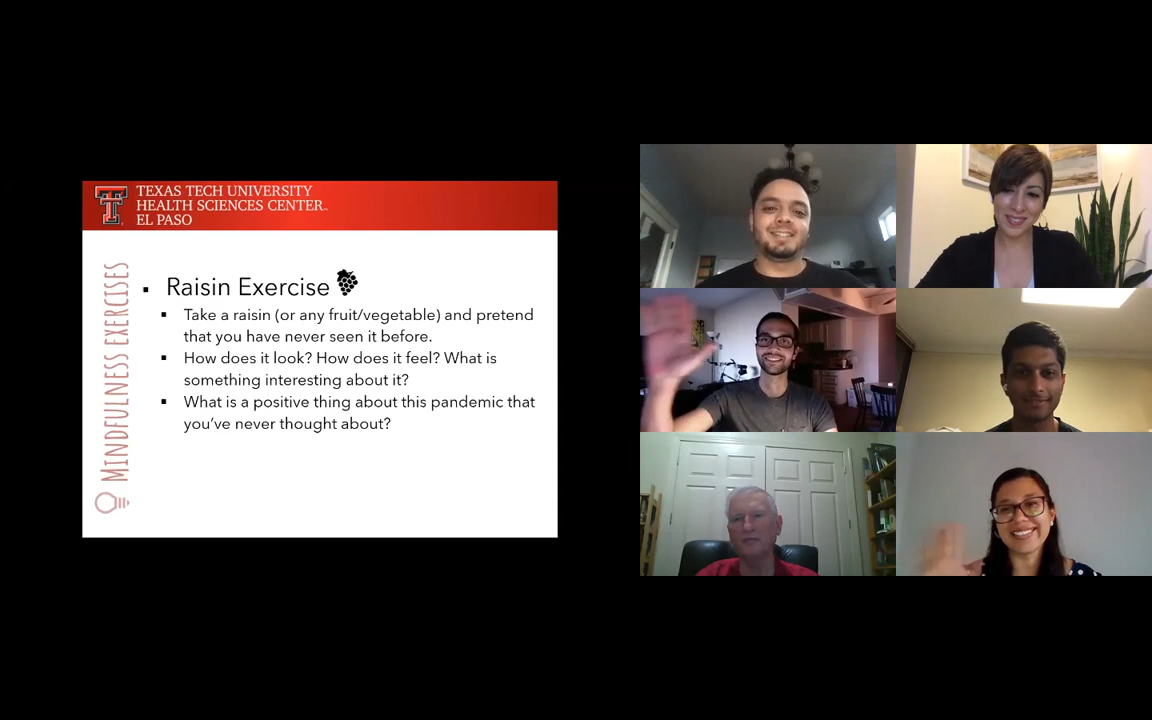 TEXAS TECH UNIVERSITY
HEALTH SCIENCES CENTER™
EL PASO
MINDFULNESS EXERCISES
▪ Raisin Exercise
▪ Take a raisin (or any fruit/vegetable) and pretend
that you have never seen it before.
▪ How does it look? How does it feel? What is
something interesting about it?
▪ What is a positive thing about this pandemic that
you've never thought about?